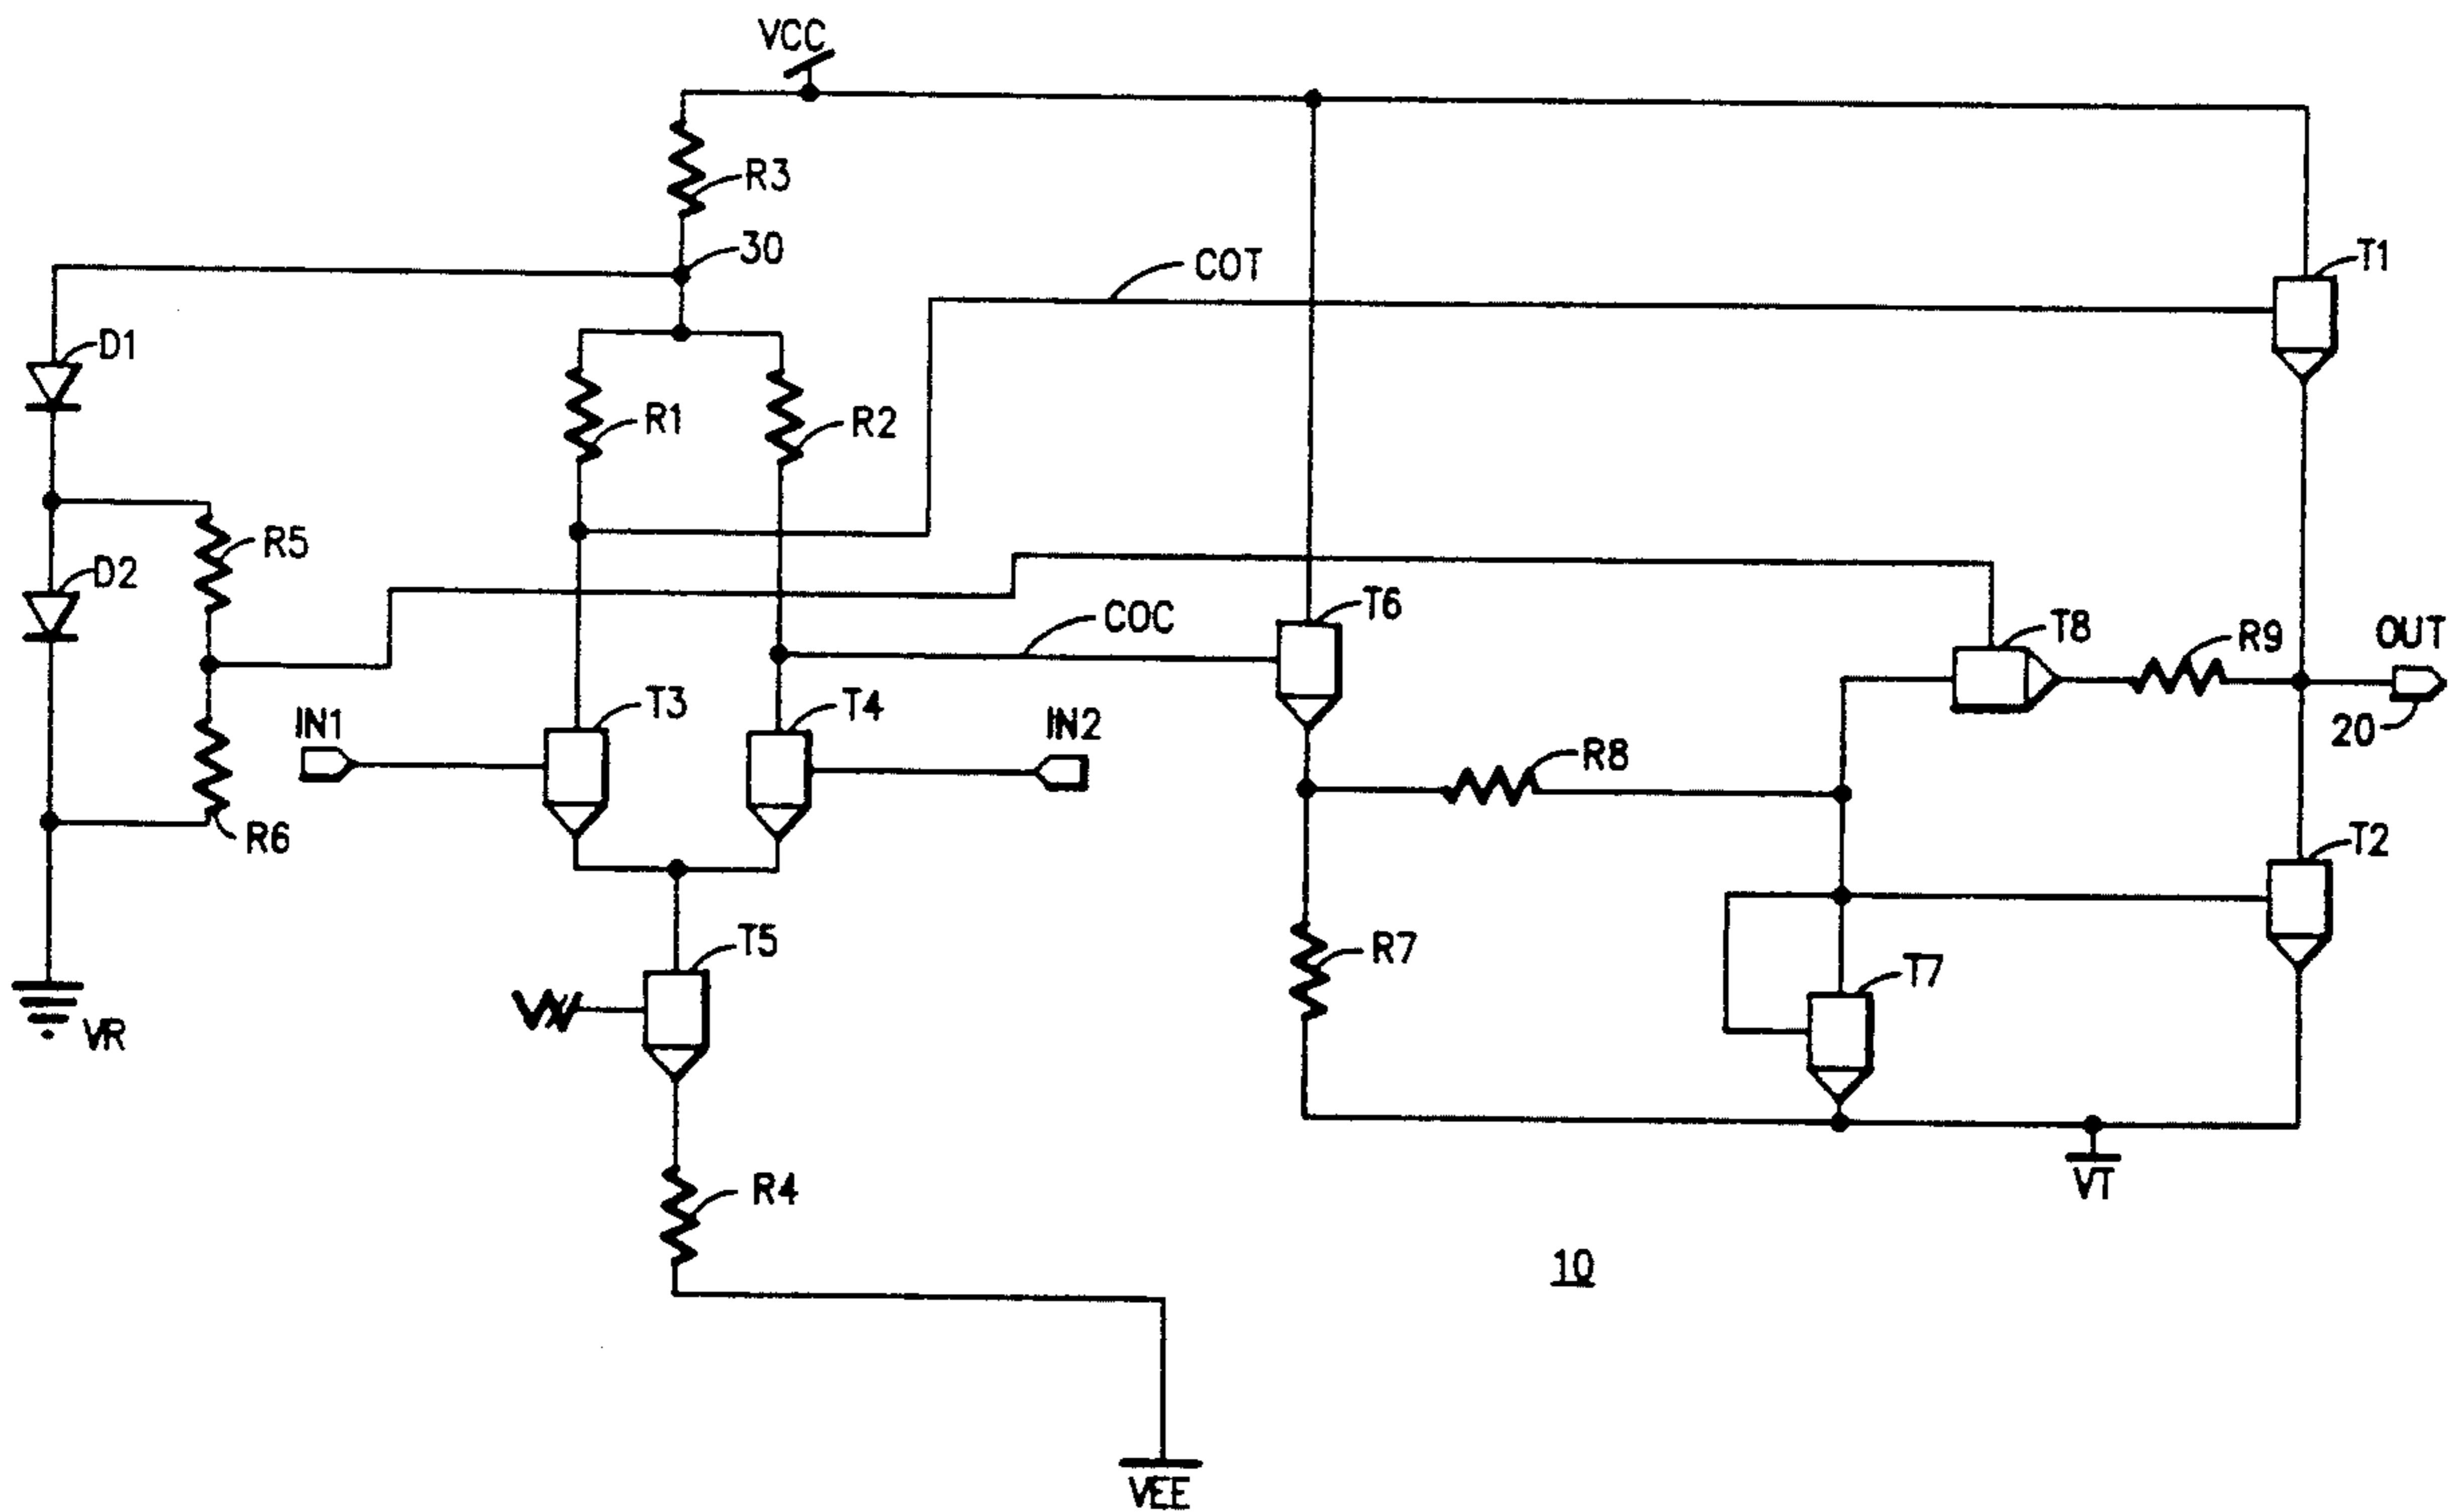 VCC
R3
30
COT
T1
D1
R1
R2
R5
D2
COC
T6
T8
R9
OUT
20
IN1
T3
T4
IN2
R8
R6
T2
T5
R7
T7
VR
R4
VT
10
VEE